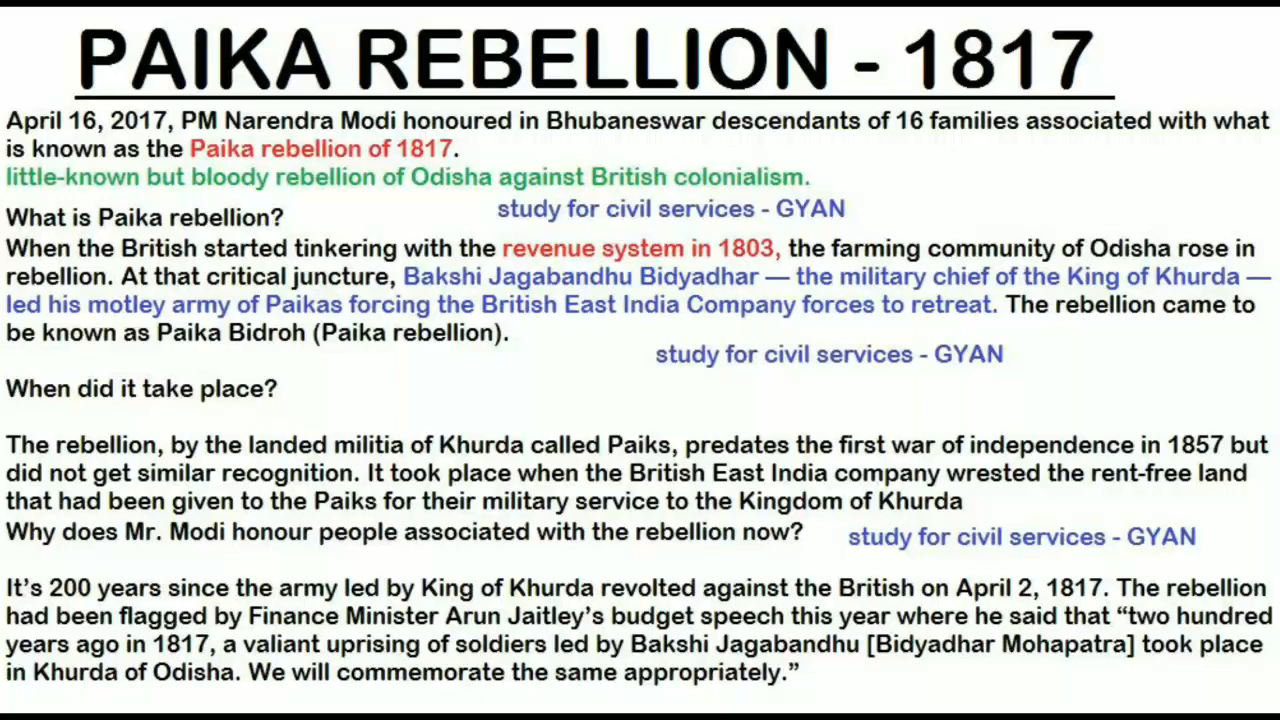 PAIKA REBELLION - 1817
April 16, 2017, PM Narendra Modi honoured in Bhubaneswar descendants of 16 families associated with what
is known as the Paika rebellion of 1817.
little-known but bloody rebellion of Odisha against British colonialism.
study for civil services - GYAN
What is Paika rebellion?
When the British started tinkering with the revenue system in 1803, the farming community of Odisha rose in
rebellion. At that critical juncture, Bakshi Jagabandhu Bidyadhar — the military chief of the King of Khurda —
led his motley army of Paikas forcing the British East India Company forces to retreat. The rebellion came to
be known as Paika Bidroh (Paika rebellion).
study for civil services - GYAN
When did it take place?
The rebellion, by the landed militia of Khurda called Paiks, predates the first war of independence in 1857 but
did not get similar recognition. It took place when the British East India company wrested the rent-free land
that had been given to the Paiks for their military service to the Kingdom of Khurda
Why does Mr. Modi honour people associated with the rebellion now?
study for civil services - GYAN
It's 200 years since the army led by King of Khurda revolted against the British on April 2, 1817. The rebellion
had been flagged by Finance Minister Arun Jaitley's budget speech this year where he said that “two hundred
years ago in 1817, a valiant uprising of soldiers led by Bakshi Jagabandhu [Bidyadhar Mohapatra] took place
in Khurda of Odisha. We will commemorate the same appropriately.”